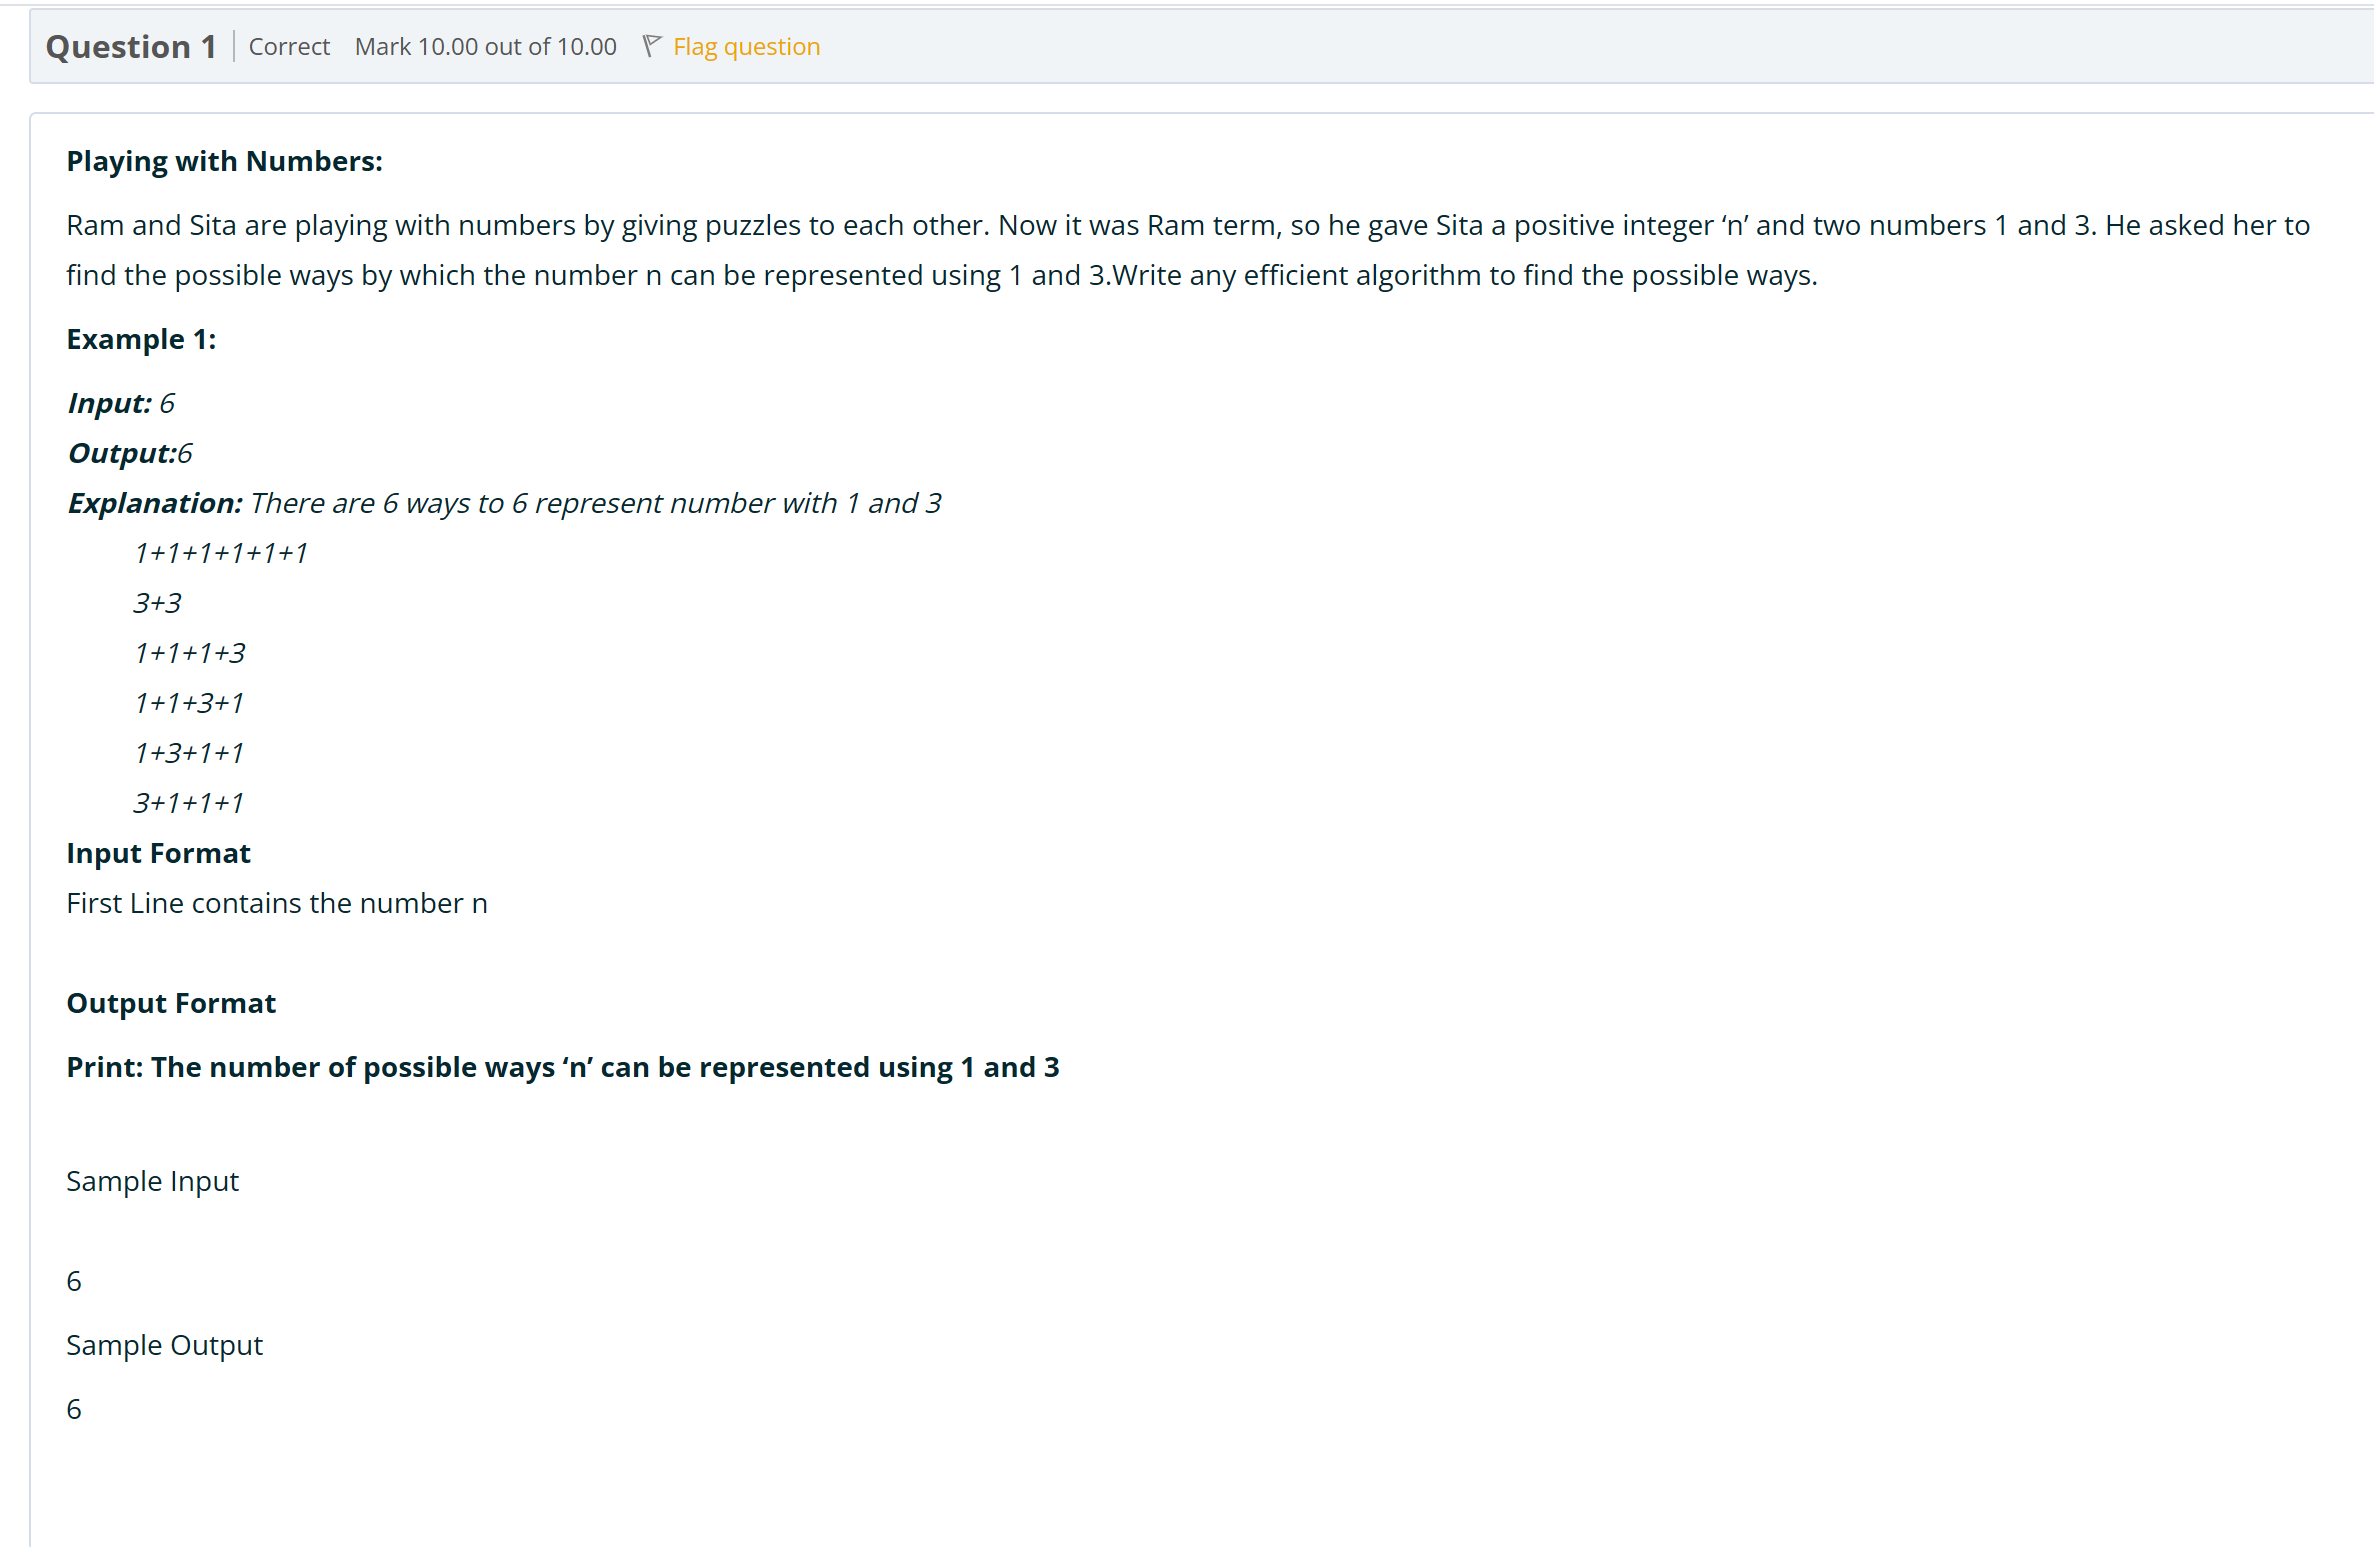 Question 1 Correct Mark 10.00 out of 10.00 Flag question
Playing with Numbers:
Ram and Sita are playing with numbers by giving puzzles to each other. Now it was Ram term, so he gave Sita a positive integer ‘n’ and two numbers 1 and 3. He asked her to
find the possible ways by which the number n can be represented using 1 and 3.Write any efficient algorithm to find the possible ways.
Example 1:
Input: 6
Output:6
Explanation: There are 6 ways to 6 represent number with 1 and 3
1+1+1+1+1+1
3+3
1+1+1+3
1+1+3+1
1+3+1+1
3+1+1+1
Input Format
First Line contains the number n
Output Format
Print: The number of possible ways ‘n’ can be represented using 1 and 3
Sample Input
6
Sample Output
6